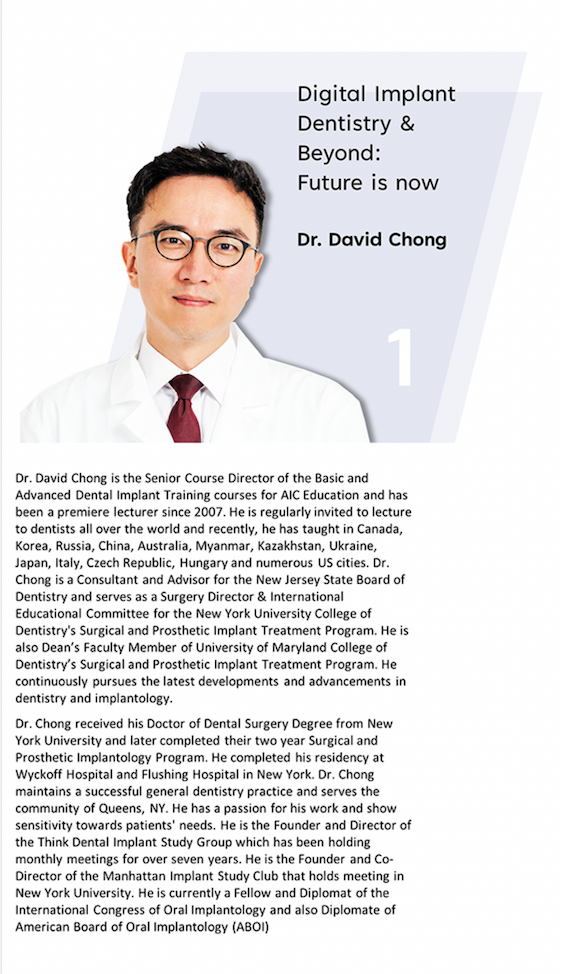 Digital Implant
Dentistry &
Beyond:
Future is now
Dr. David Chong
1
Dr. David Chong is the Senior Course Director of the Basic and
Advanced Dental Implant Training courses for AIC Education and has
been a premiere lecturer since 2007. He is regularly invited to lecture
to dentists all over the world and recently, he has taught in Canada,
Korea, Russia, China, Australia, Myanmar, Kazakhstan, Ukraine,
Japan, Italy, Czech Republic, Hungary and numerous US cities. Dr.
Chong is a Consultant and Advisor for the New Jersey State Board of
Dentistry and serves as a Surgery Director & International
Educational Committee for the New York University College of
Dentistry's Surgical and Prosthetic Implant Treatment Program. He is
also Dean’s Faculty Member of University of Maryland College of
Dentistry’s Surgical and Prosthetic Implant Treatment Program. He
continuously pursues the latest developments and advancements in
dentistry and implantology.
Dr. Chong received his Doctor of Dental Surgery Degree from New
York University and later completed their two year Surgical and
Prosthetic Implantology Program. He completed his residency at
Wyckoff Hospital and Flushing Hospital in New York. Dr. Chong
maintains a successful general dentistry practice and serves the
community of Queens, NY. He has a passion for his work and show
sensitivity towards patients' needs. He is the Founder and Director of
the Think Dental Implant Study Group which has been holding
monthly meetings for over seven years. He is the Founder and Co-
Director of the Manhattan Implant Study Club that holds meeting in
New York University. He is currently a Fellow and Diplomat of the
International Congress of Oral Implantology and also Diplomate of
American Board of Oral Implantology (ABOI)